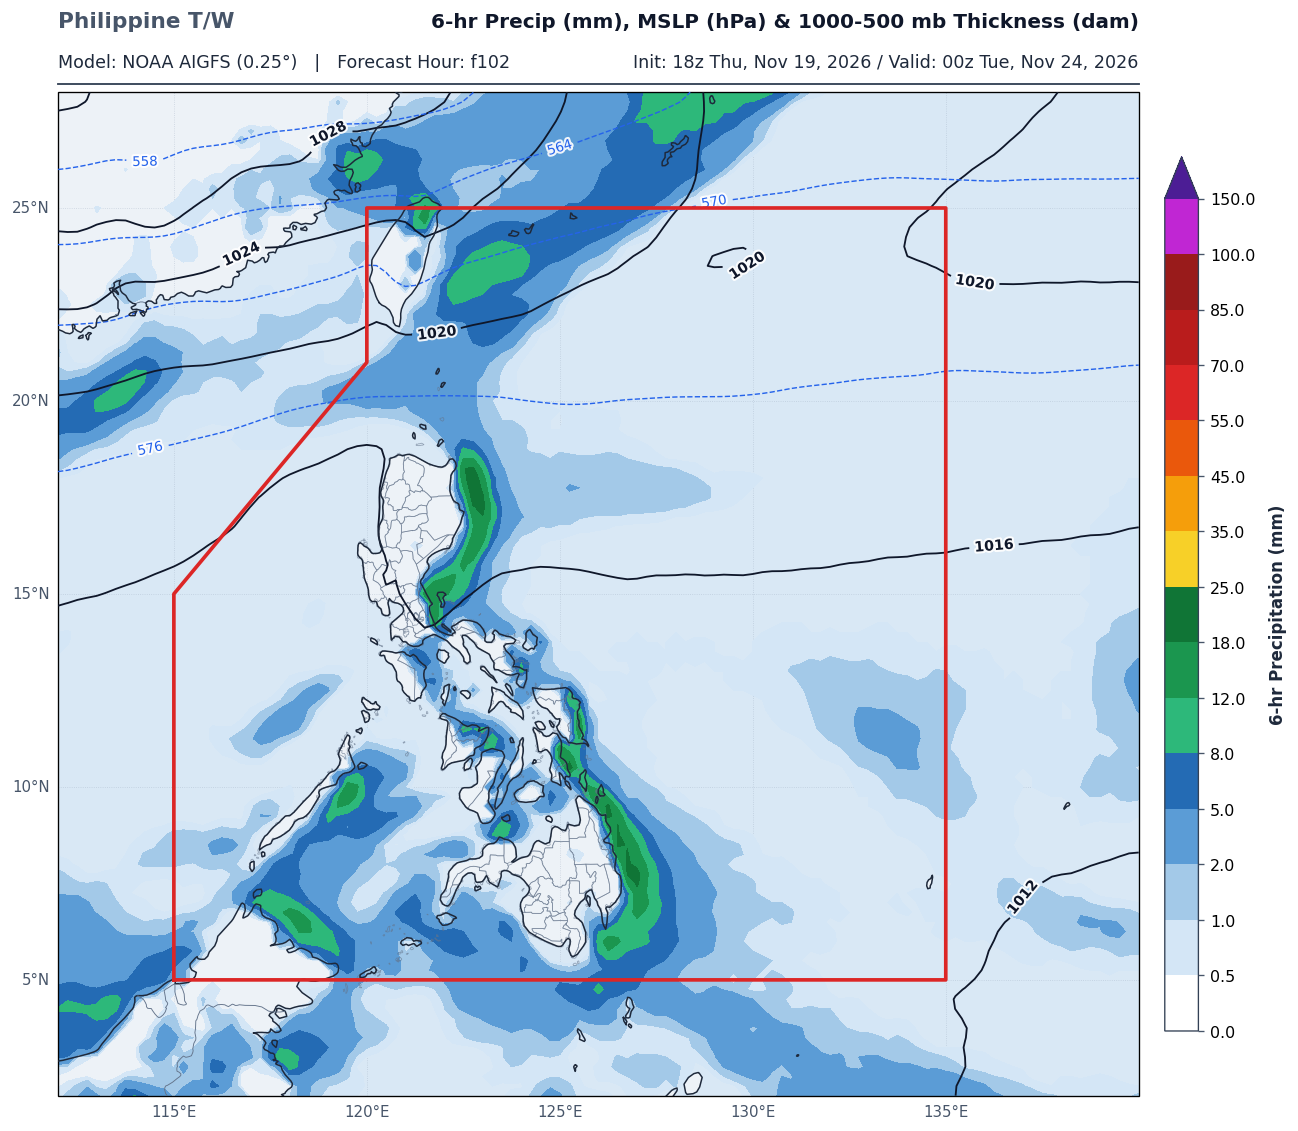 Philippine T/W
6-hr Precip (mm), MSLP (hPa) & 1000-500 mb Thickness (dam)
Model: NOAA AIGFS (0.25°) | Forecast Hour: f102
Init: 18z Thu, Nov 19, 2026 / Valid: 00z Tue, Nov 24, 2026
1028
558
564
570
25°N
1024
1020
1020
1020
20°N
576
1016
15°N
10°N
1012
5°N
115°E
120°E
125°E
130°E
135°E
150.0
100.0
85.0
70.0
55.0
45.0
35.0
25.0
18.0
12.0
8.0
5.0
2.0
1.0
0.5
0.0
6-hr Precipitation (mm)